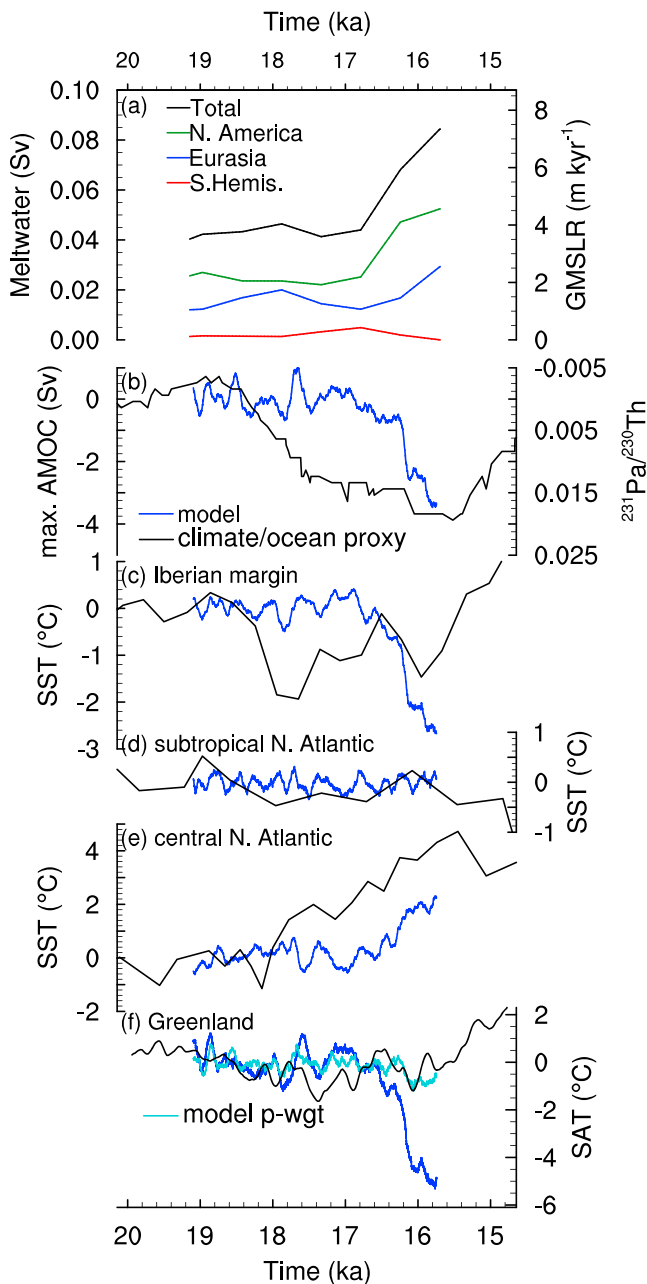 Time (ka)
20 19 18 17 16 15
(a)
Total
N. America
Eurasia
S.Hemis.
Meltwater (Sv)
0.10
0.08
0.06
0.04
0.02
0.00
GMSLR (m kyr⁻¹)
8
6
4
2
0
(b)
max. AMOC (Sv)
0
-2
-4
-0.005
0.005
0.015
0.025
²³¹Pa/²³⁰Th
model
climate/ocean proxy
(c) Iberian margin
SST (°C)
1
0
-1
-2
-3
(d) subtropical N. Atlantic
1
0
-1
SST (°C)
(e) central N. Atlantic
SST (°C)
4
2
0
-2
(f) Greenland
model p-wgt
2
0
-2
-4
-6
SAT (°C)
20 19 18 17 16 15
Time (ka)